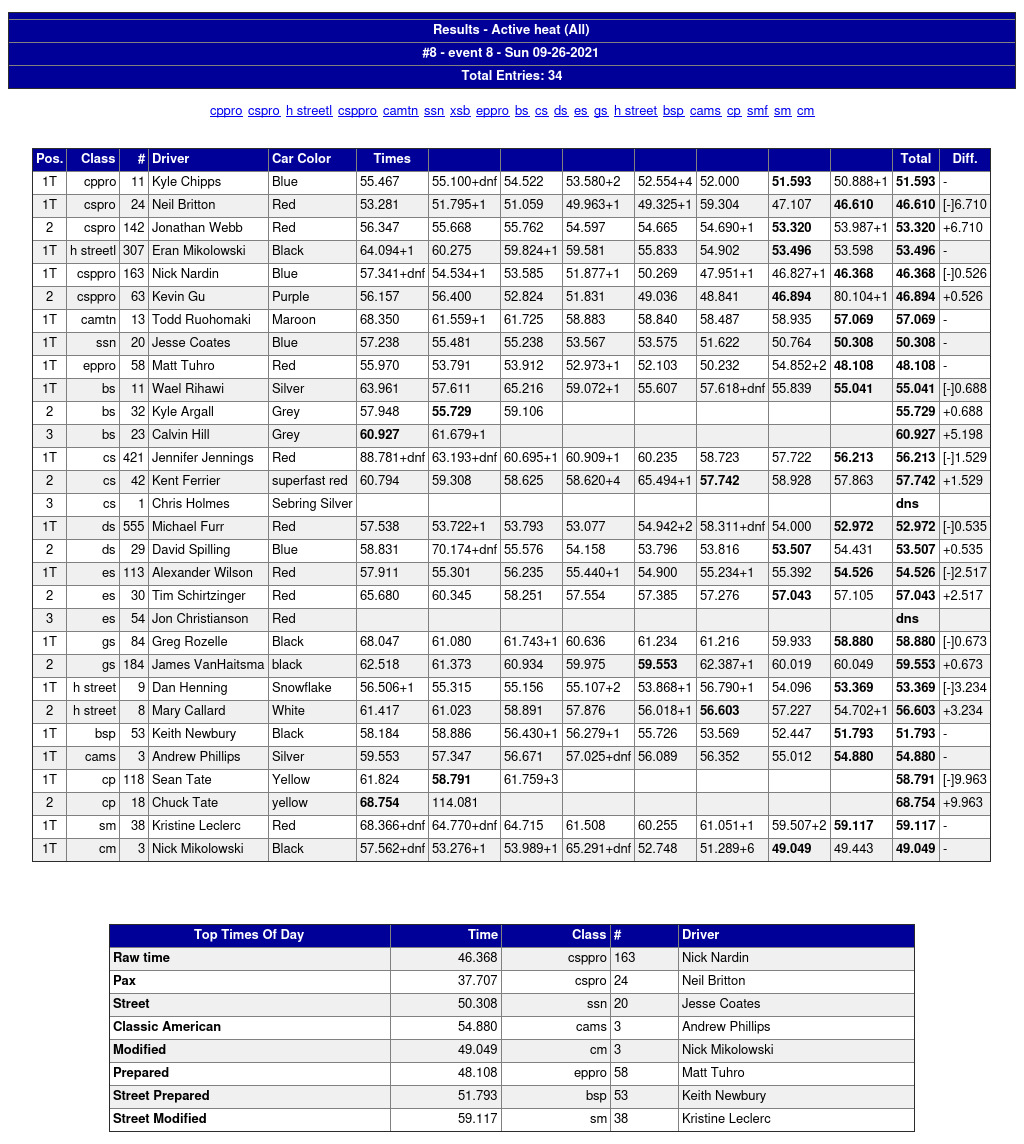 Results - Active heat (All)
#8 - event 8 - Sun 09-26-2021
Total Entries: 34
cppro cspro h streetl csppro camtn ssn xsb eppro bs cs ds es gs h street bsp cams cp smf sm cm
Pos. Class # Driver Car Color Times Total Diff.
1T cppro 11 Kyle Chipps Blue 55.467 55.100+dnf 54.522 53.580+2 52.554+4 52.000 51.593 50.888+1 51.593 -
1T cspro 24 Neil Britton Red 53.281 51.795+1 51.059 49.963+1 49.325+1 59.304 47.107 46.610 46.610 [-]6.710
2 cspro 142 Jonathan Webb Red 56.347 55.668 55.762 54.597 54.665 54.690+1 53.320 53.987+1 53.320 +6.710
1T h streetl 307 Eran Mikolowski Black 64.094+1 60.275 59.824+1 59.581 55.833 54.902 53.496 53.598 53.496 -
1T csppro 163 Nick Nardin Blue 57.341+dnf 54.534+1 53.585 51.877+1 50.269 47.951+1 46.827+1 46.368 46.368 [-]0.526
2 csppro 63 Kevin Gu Purple 56.157 56.400 52.824 51.831 49.036 48.841 46.894 80.104+1 46.894 +0.526
1T camtn 13 Todd Ruohomaki Maroon 68.350 61.559+1 61.725 58.883 58.840 58.487 58.935 57.069 57.069 -
1T ssn 20 Jesse Coates Blue 57.238 55.481 55.238 53.567 53.575 51.622 50.764 50.308 50.308 -
1T eppro 58 Matt Tuhro Blue 55.970 53.791 53.912 52.973+1 52.103 50.232 54.852+2 48.108 48.108 -
1T bs 11 Wael Rihawi Silver 63.961 57.611 65.216 59.072+1 55.607 57.618+dnf 55.839 55.041 55.041 [-]0.688
2 bs 32 Kyle Argall Grey 57.948 55.729 59.106 55.729 +0.688
3 bs 23 Calvin Hill Grey 60.927 61.679+1 60.927 +5.198
1T cs 421 Jennifer Jennings Red 88.781+dnf 63.193+dnf 60.695+1 60.909+1 60.235 58.723 57.722 56.213 56.213 [-]1.529
2 cs 42 Kent Ferrier superfast red 60.794 59.308 58.625 58.620+4 65.494+1 57.742 58.928 57.863 57.742 +1.529
3 cs 1 Chris Holmes Sebring Silver dns
1T ds 555 Michael Furr Red 57.538 53.722+1 53.793 53.077 54.942+2 58.311+dnf 54.000 52.972 52.972 [-]0.535
2 ds 29 David Spilling Blue 58.831 70.174+dnf 55.576 54.158 53.796 53.816 53.507 54.431 53.507 +0.535
1T es 113 Alexander Wilson Red 57.911 55.301 56.235 55.440+1 54.900 55.234+1 55.392 54.526 54.526 [-]2.517
2 es 30 Tim Schirtzinger Red 65.680 60.345 58.251 57.554 57.385 57.276 57.043 57.105 57.043 +2.517
3 es 54 Jon Christianson Red dns
1T gs 84 Greg Rozelle Black 68.047 61.080 61.743+1 60.636 61.234 61.216 59.933 58.880 58.880 [-]0.673
2 gs 184 James VanHaitsma black 62.518 61.373 60.934 59.975 59.553 62.387+1 60.019 60.049 59.553 +0.673
1T h street 9 Dan Henning Snowflake 56.506+1 55.315 55.156 55.107+2 53.868+1 56.790+1 54.096 53.369 53.369 [-]3.234
2 h street 8 Mary Callard White 61.417 61.023 58.891 57.876 56.018+1 56.603 57.227 54.702+1 56.603 +3.234
1T bsp 53 Keith Newbury Black 58.184 58.886 56.430+1 56.279+1 55.726 53.569 52.447 51.793 51.793 -
1T cams 3 Andrew Phillips Silver 59.553 57.347 56.671 57.025+dnf 56.089 56.352 55.012 54.880 54.880 -
1T cp 118 Sean Tate Yellow 61.824 58.791 61.759+3 58.791 [-]9.963
2 cp 18 Chuck Tate yellow 68.754 114.081 68.754 +9.963
1T sm 38 Kristine Leclerc Red 68.366+dnf 64.770+dnf 64.715 61.508 60.255 61.051+1 59.507+2 59.117 59.117 -
1T cm 3 Nick Mikolowski Black 57.562+dnf 53.276+1 53.989+1 65.291+dnf 52.748 51.289+6 49.049 49.443 49.049 -
Top Times Of Day Time Class # Driver
Raw time 46.368 csppro 163 Nick Nardin
Pax 37.707 cspro 24 Neil Britton
Street 50.308 ssn 20 Jesse Coates
Classic American 54.880 cams 3 Andrew Phillips
Modified 49.049 cm 3 Nick Mikolowski
Prepared 48.108 eppro 58 Matt Tuhro
Street Prepared 51.793 bsp 53 Keith Newbury
Street Modified 59.117 sm 38 Kristine Leclerc